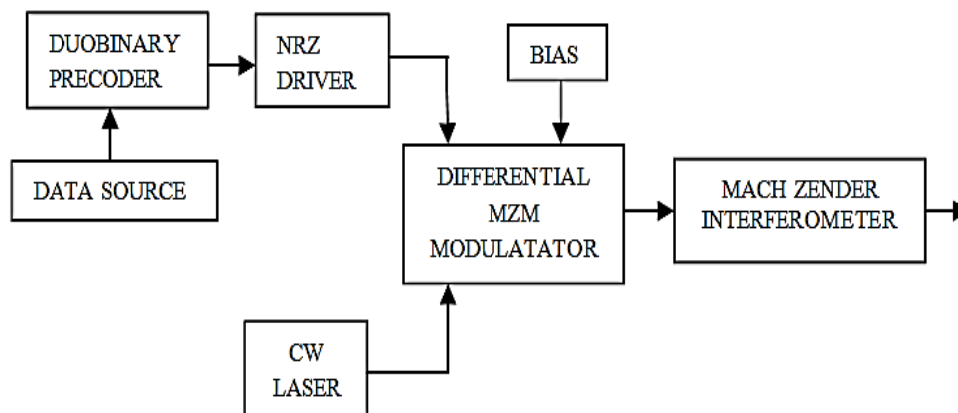 DUOBINARY
PRECODER
NRZ
DRIVER
BIAS
DATA SOURCE
DIFFERENTIAL
MZM
MODULATATOR
MACH ZENDER
INTERFEROMETER
CW
LASER